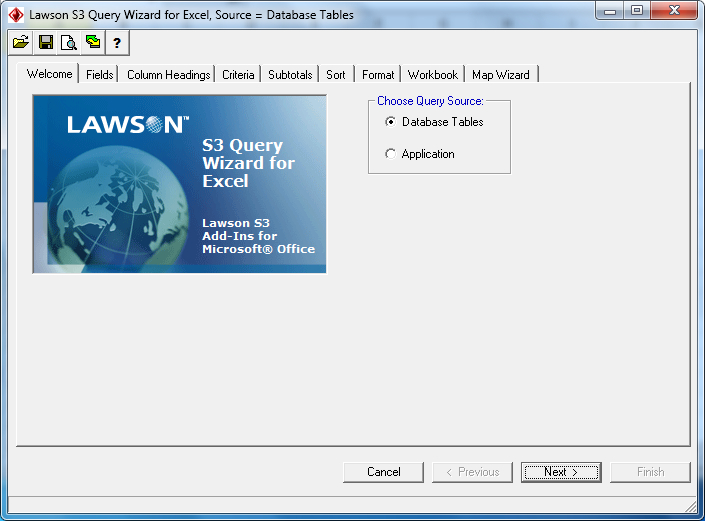 Lawson S3 Query Wizard for Excel, Source = Database Tables
?
Welcome Fields Column Headings Criteria Subtotals Sort Format Workbook Map Wizard
LAWSON™
S3 Query
Wizard for
Excel
Lawson S3
Add-Ins for
Microsoft® Office
Choose Query Source:
Database Tables
Application
Cancel < Previous Next > Finish